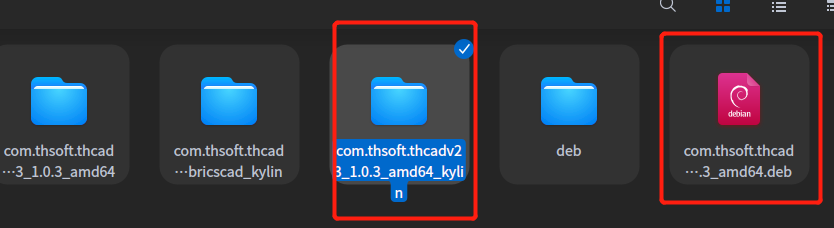 com.thsoft.thcad
…3_1.0.3_amd64
com.thsoft.thcad
…bricscad_kylin
com.thsoft.thcadv2
3_1.0.3_amd64_kyli
n
deb
debian
com.thsoft.thcad
….3_amd64.deb